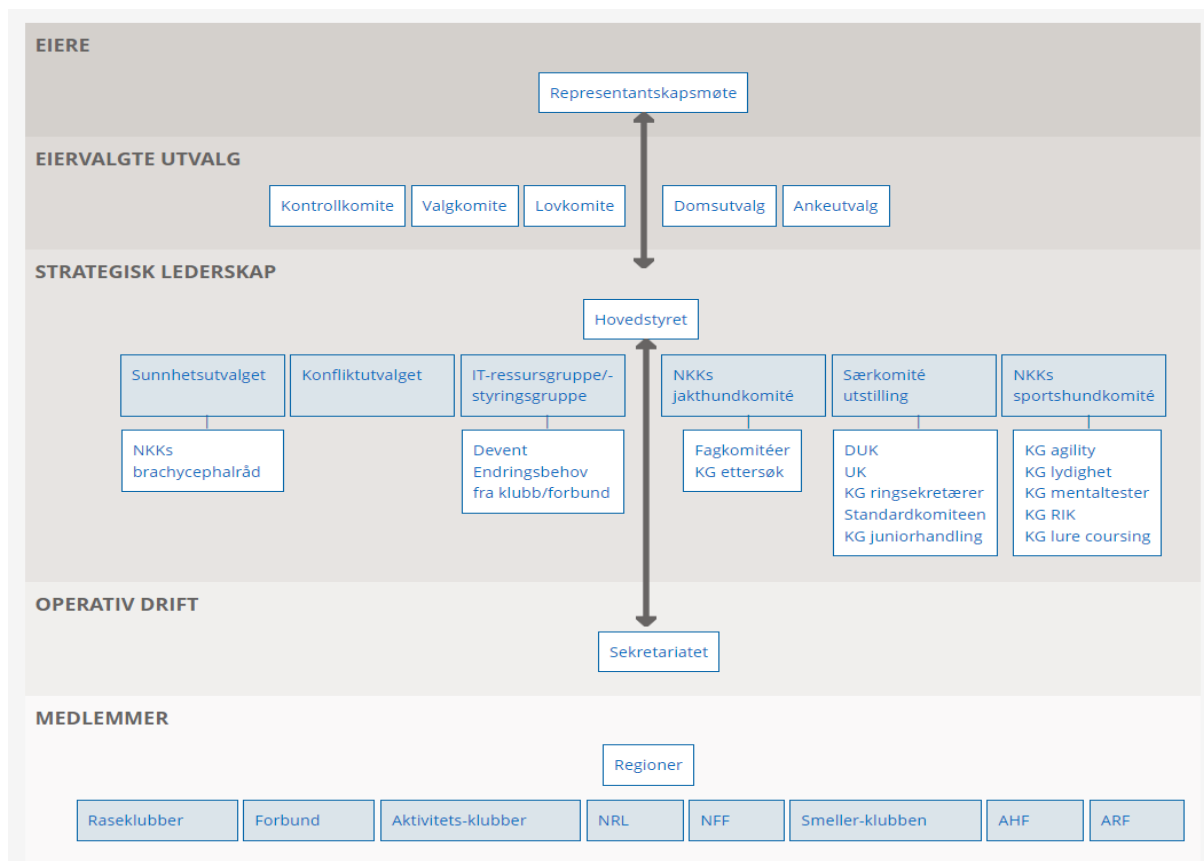 EIERE
Representantskapsmøte
EIERVALGTE UTVALG
Kontrollkomite
Valgkomite
Lovkomite
Domsutvalg
Ankeutvalg
STRATEGISK LEDERSKAP
Hovedstyret
Sunnhetsutvalget
Konfliktutvalget
IT-ressursgruppe/-
styringsgruppe
NKKs
jakthundkomité
Særkomité
utstilling
NKKs
sportshundkomité
NKKs
brachycephalråd
Devent
Endringsbehov
fra klubb/forbund
Fagkomitéer
KG ettersøk
DUK
UK
KG ringsekretærer
Standardkomiteen
KG juniorhandling
KG agility
KG lydighet
KG mentaltester
KG RIK
KG lure coursing
OPERATIV DRIFT
Sekretariatet
MEDLEMMER
Regioner
Raseklubber
Forbund
Aktivitets-klubber
NRL
NFF
Smeller-klubben
AHF
ARF